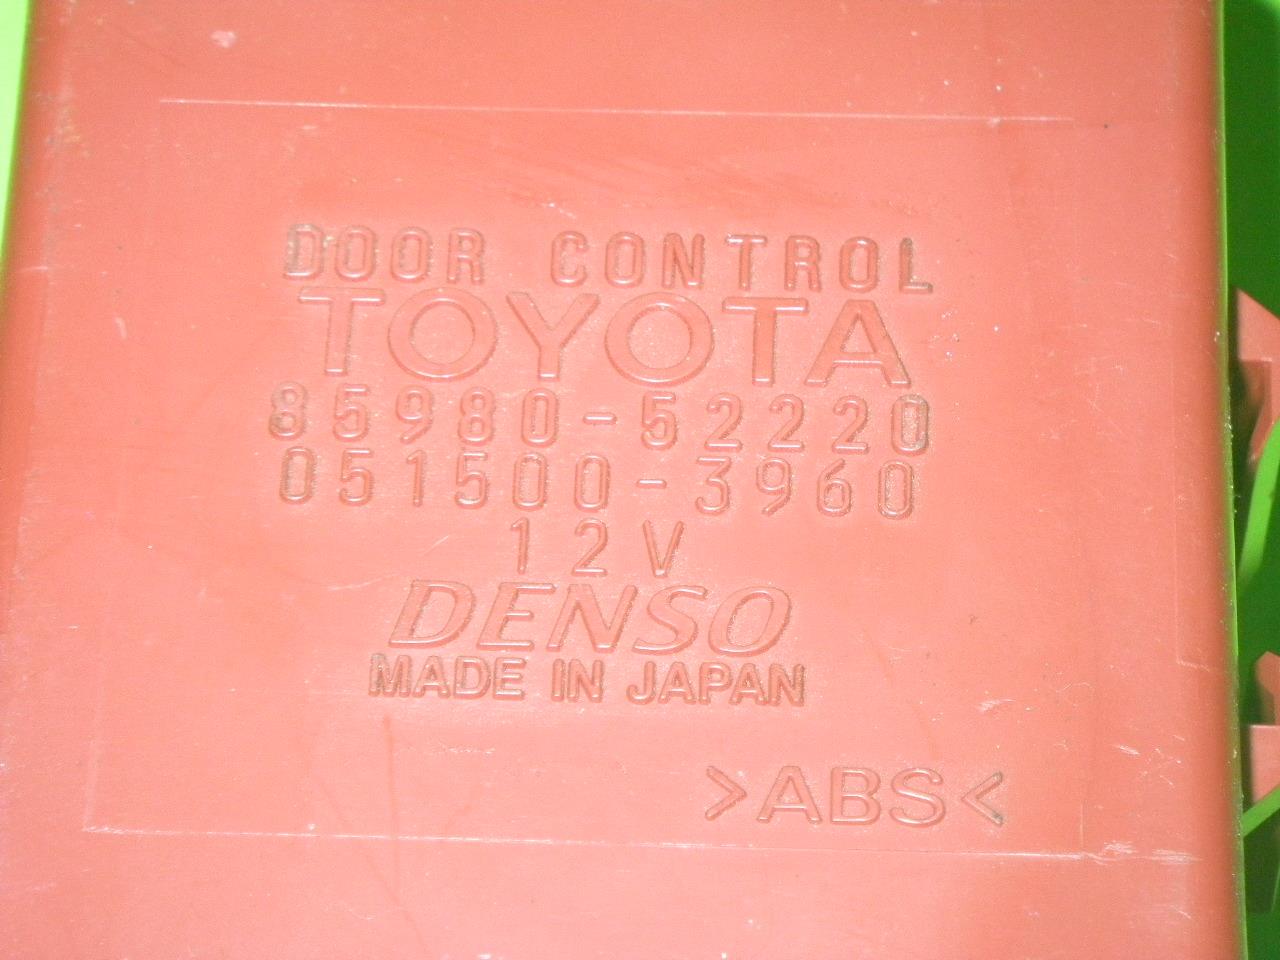 DOOR CONTROL
TOYOTA
85980-52220
051500-3960
12V
DENSO
MADE IN JAPAN
>ABS<